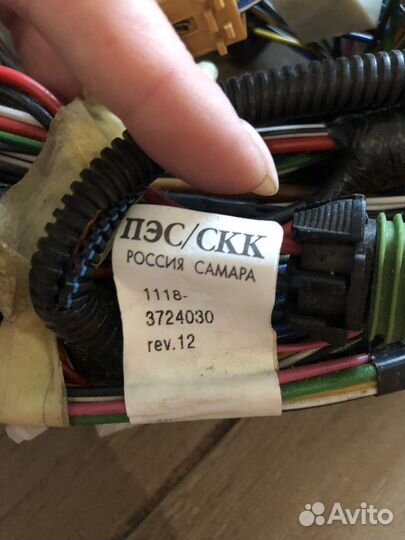 ПЭС/СКК
РОССИЯ САМАРА
1118-
3724030
rev.12
Avito